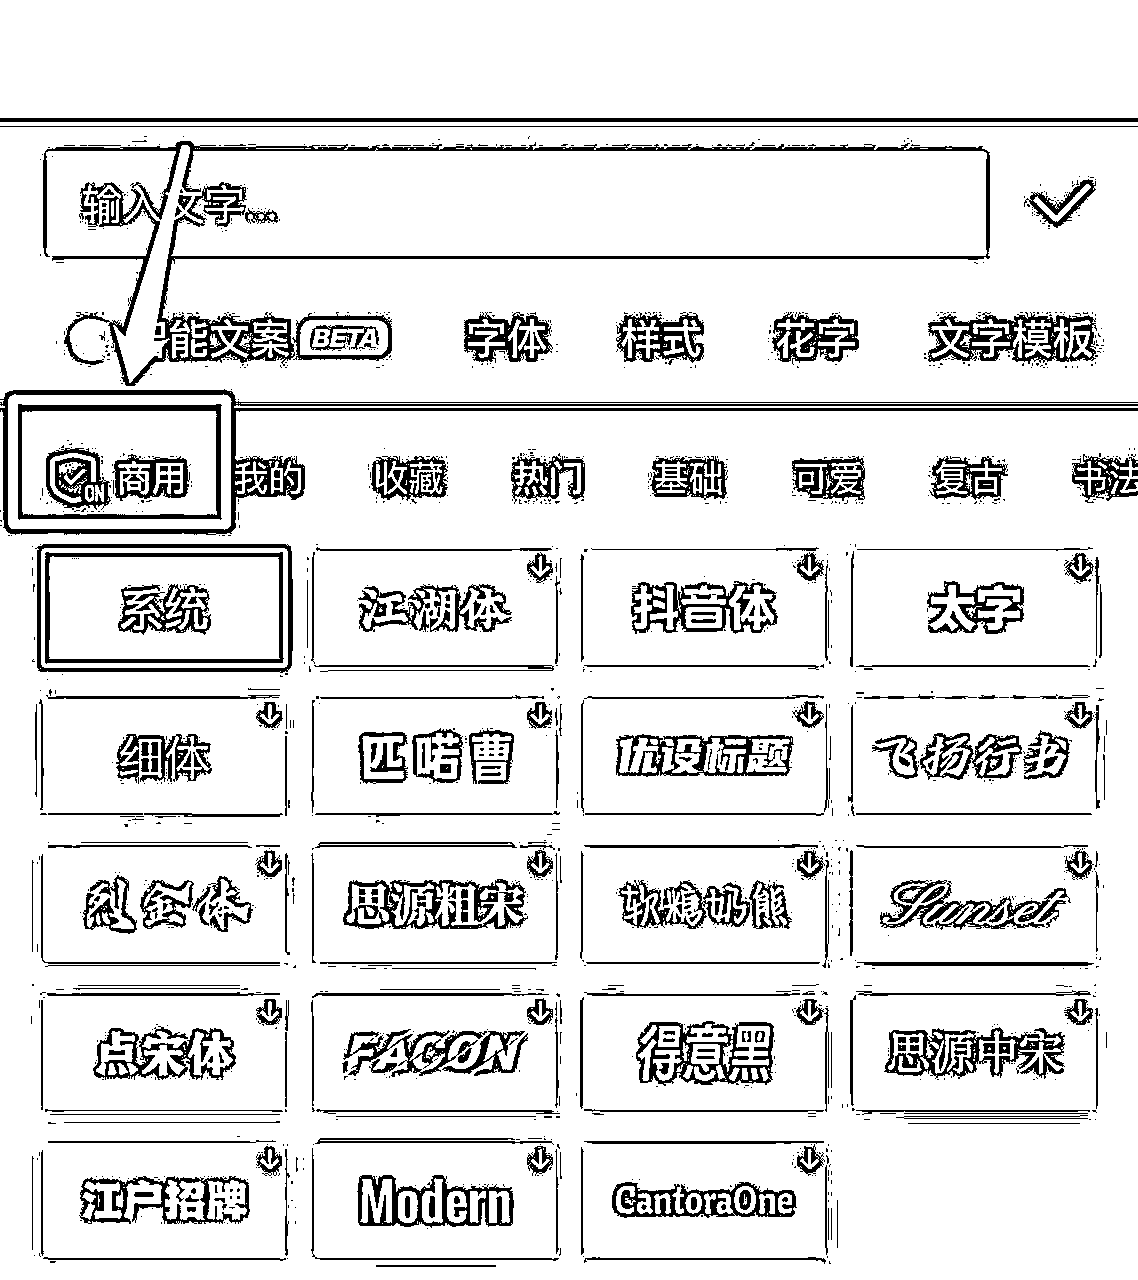 输入文字...
智能文案 BETA 字体 样式 花字 文字模板
ON 商用 我的 收藏 热门 基础 可爱 复古 书法
系统 江湖体 抖音体 太字
细体 匹喏曹 优设标题 飞扬行书
烈金体 思源粗宋 软糖奶熊 Sunset
点宋体 FACON 得意黑 思源中宋
江户招牌 Modern CantoraOne